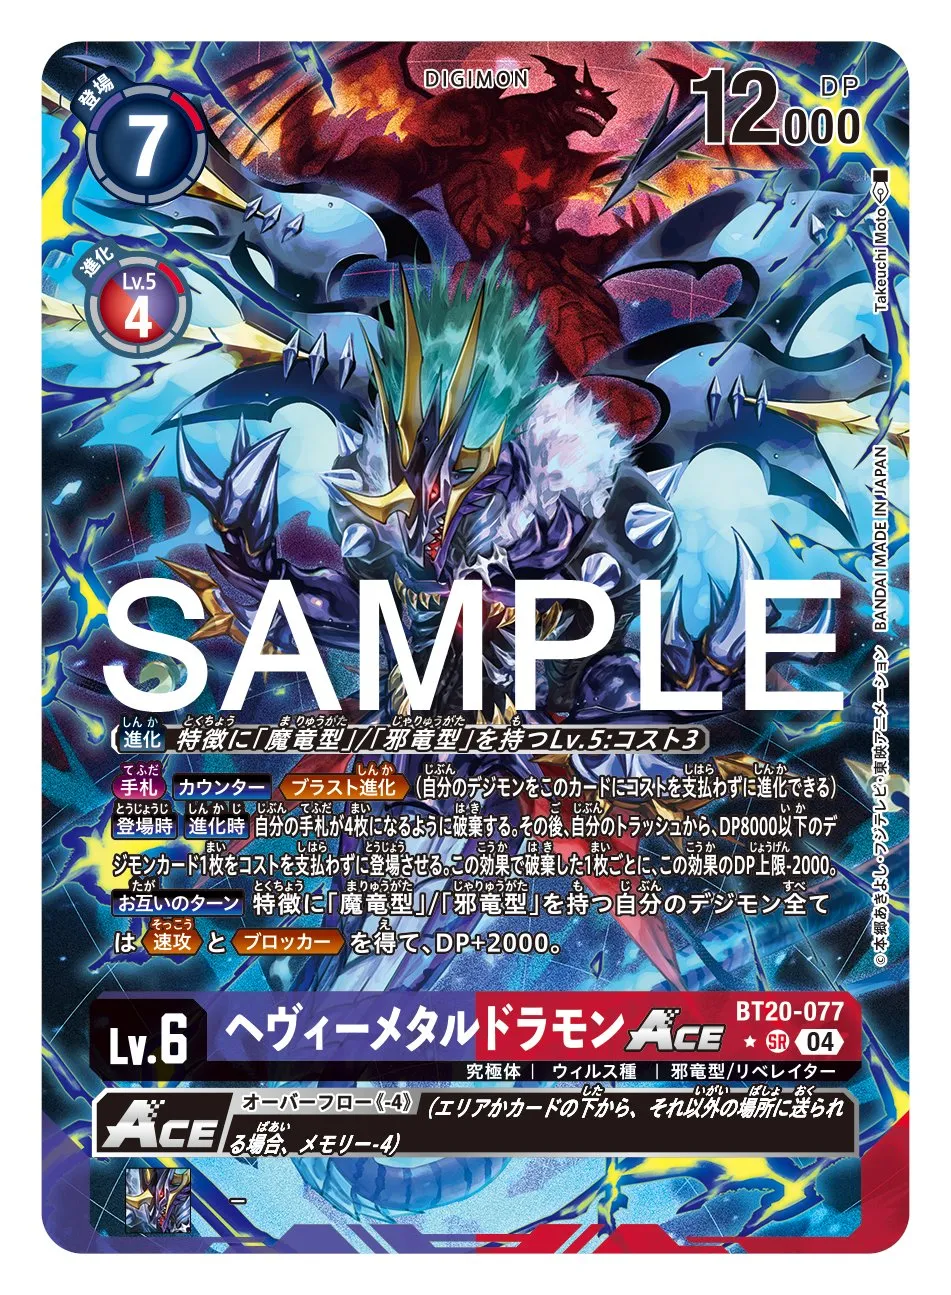 登場
7
DIGIMON
12000
DP
進化
Lv.5
4
Takeuchi Moto
BANDAI MADE IN JAPAN
©本郷あきよし・フジテレビ・東映アニメーション
SAMPLE
進化 特徴に「魔竜型」/「邪竜型」を持つLv.5:コスト3
手札 カウンター ブラスト進化 (自分のデジモンをこのカードにコストを支払わずに進化できる)
登場時 進化時 自分の手札が4枚になるように破棄する。その後、自分のトラッシュから、DP8000以下のデ
ジモンカード1枚をコストを支払わずに登場させる。この効果で破棄した1枚ごとに、この効果のDP上限-2000。
お互いのターン 特徴に「魔竜型」/「邪竜型」を持つ自分のデジモン全て
は 速攻 と ブロッカー を得て、DP+2000。
Lv.6
ヘヴィーメタルドラモンACE
BT20-077
SR 04
究極体 | ウィルス種 | 邪竜型/リベレイター
ACE オーバーフロー《-4》 (エリアかカードの下から、それ以外の場所に送られ
る場合、メモリー-4)
–